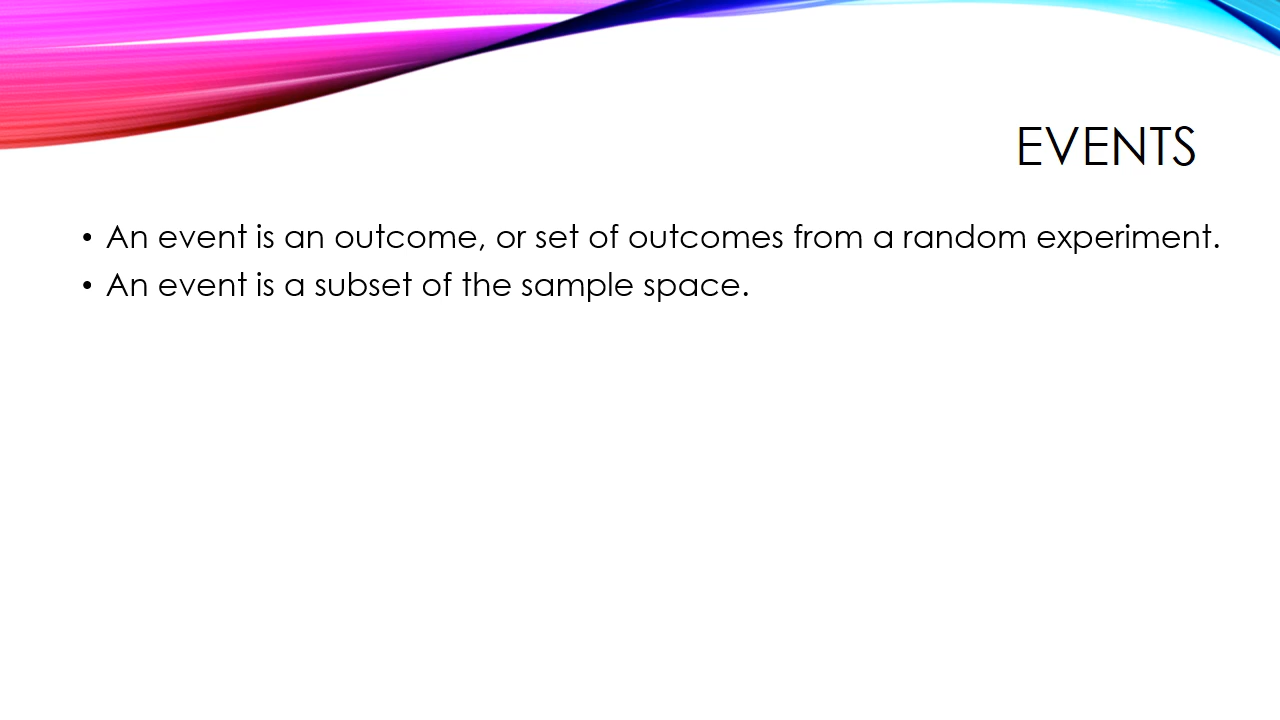 EVENTS
• An event is an outcome, or set of outcomes from a random experiment.
• An event is a subset of the sample space.